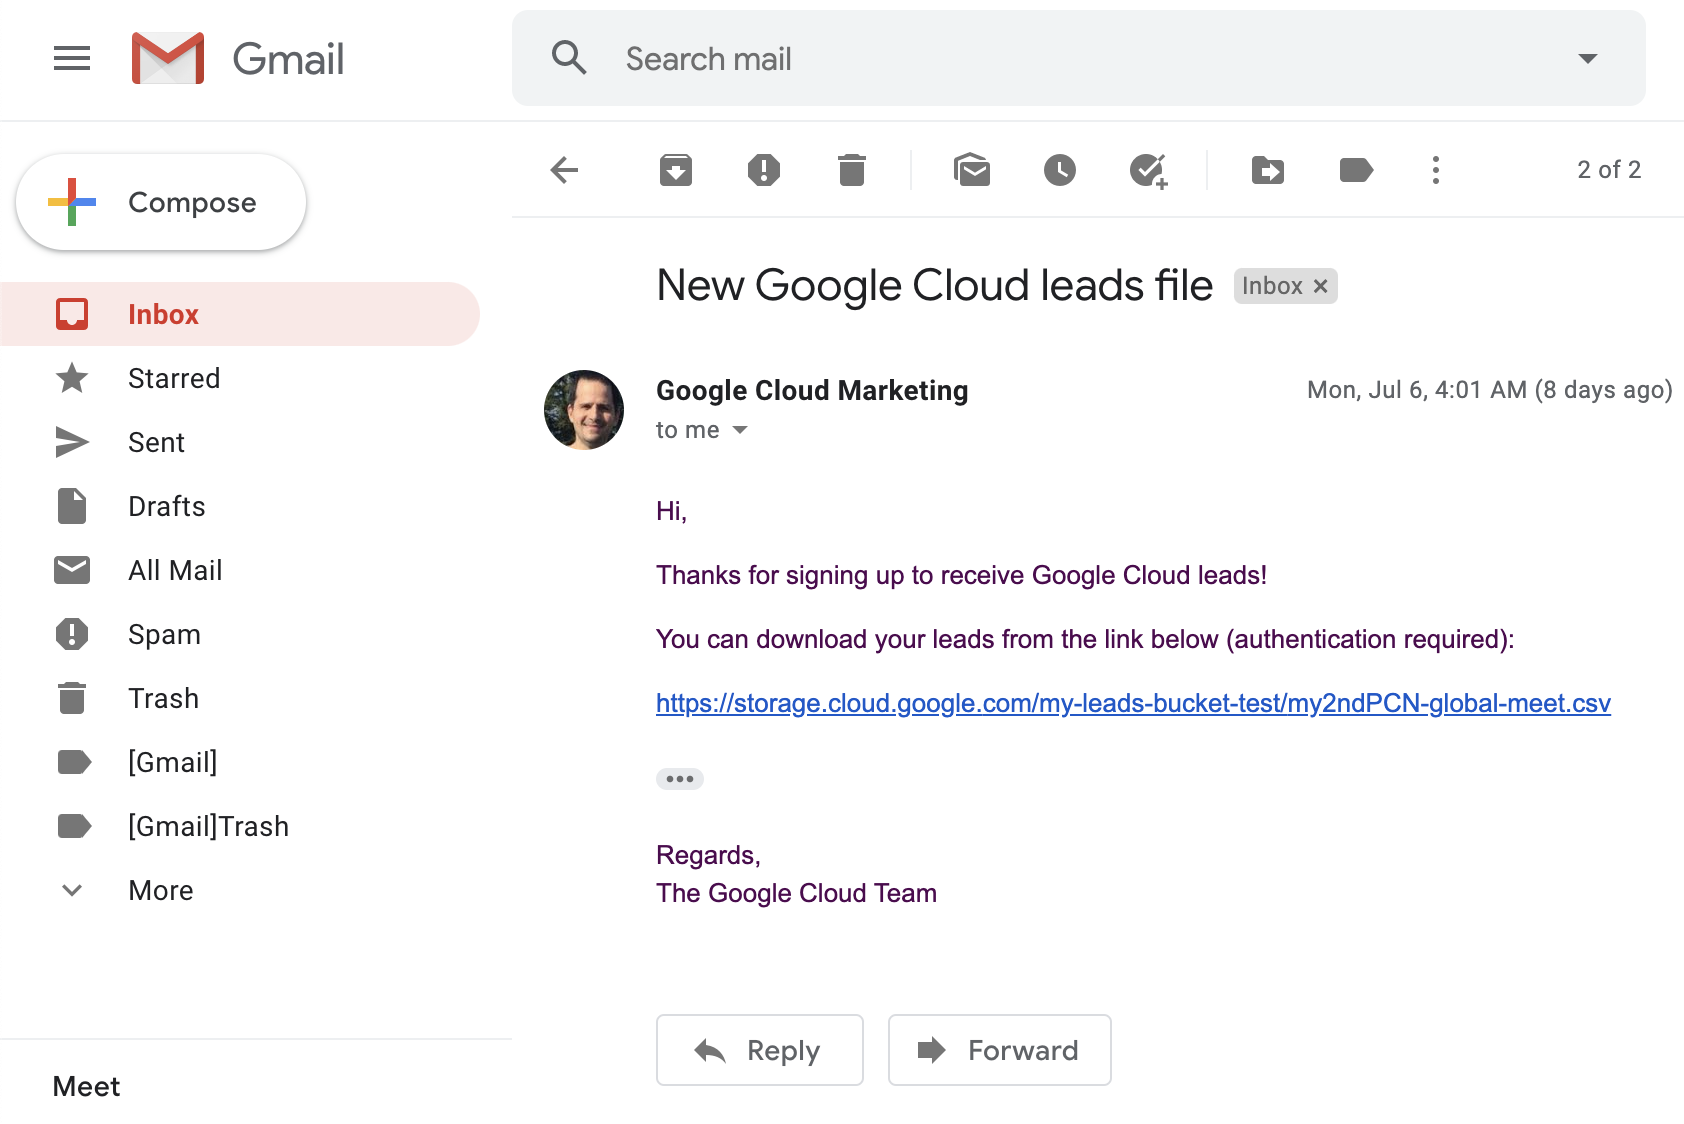 Gmail
Search mail
Compose
2 of 2
Inbox
Starred
Sent
Drafts
All Mail
Spam
Trash
[Gmail]
[Gmail]Trash
More
Meet
New Google Cloud leads file
Inbox ×
Google Cloud Marketing
Mon, Jul 6, 4:01 AM (8 days ago)
to me
Hi,
Thanks for signing up to receive Google Cloud leads!
You can download your leads from the link below (authentication required):
https://storage.cloud.google.com/my-leads-bucket-test/my2ndPCN-global-meet.csv
Regards,
The Google Cloud Team
Reply
Forward